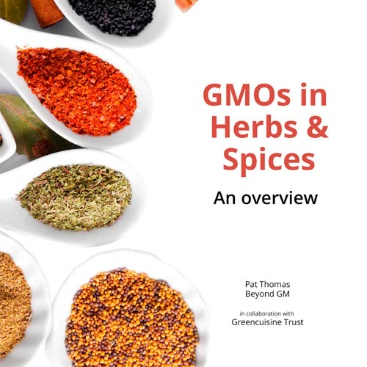 GMOs in
Herbs &
Spices
An overview
Pat Thomas
Beyond GM
in collaboration with
Greencuisine Trust